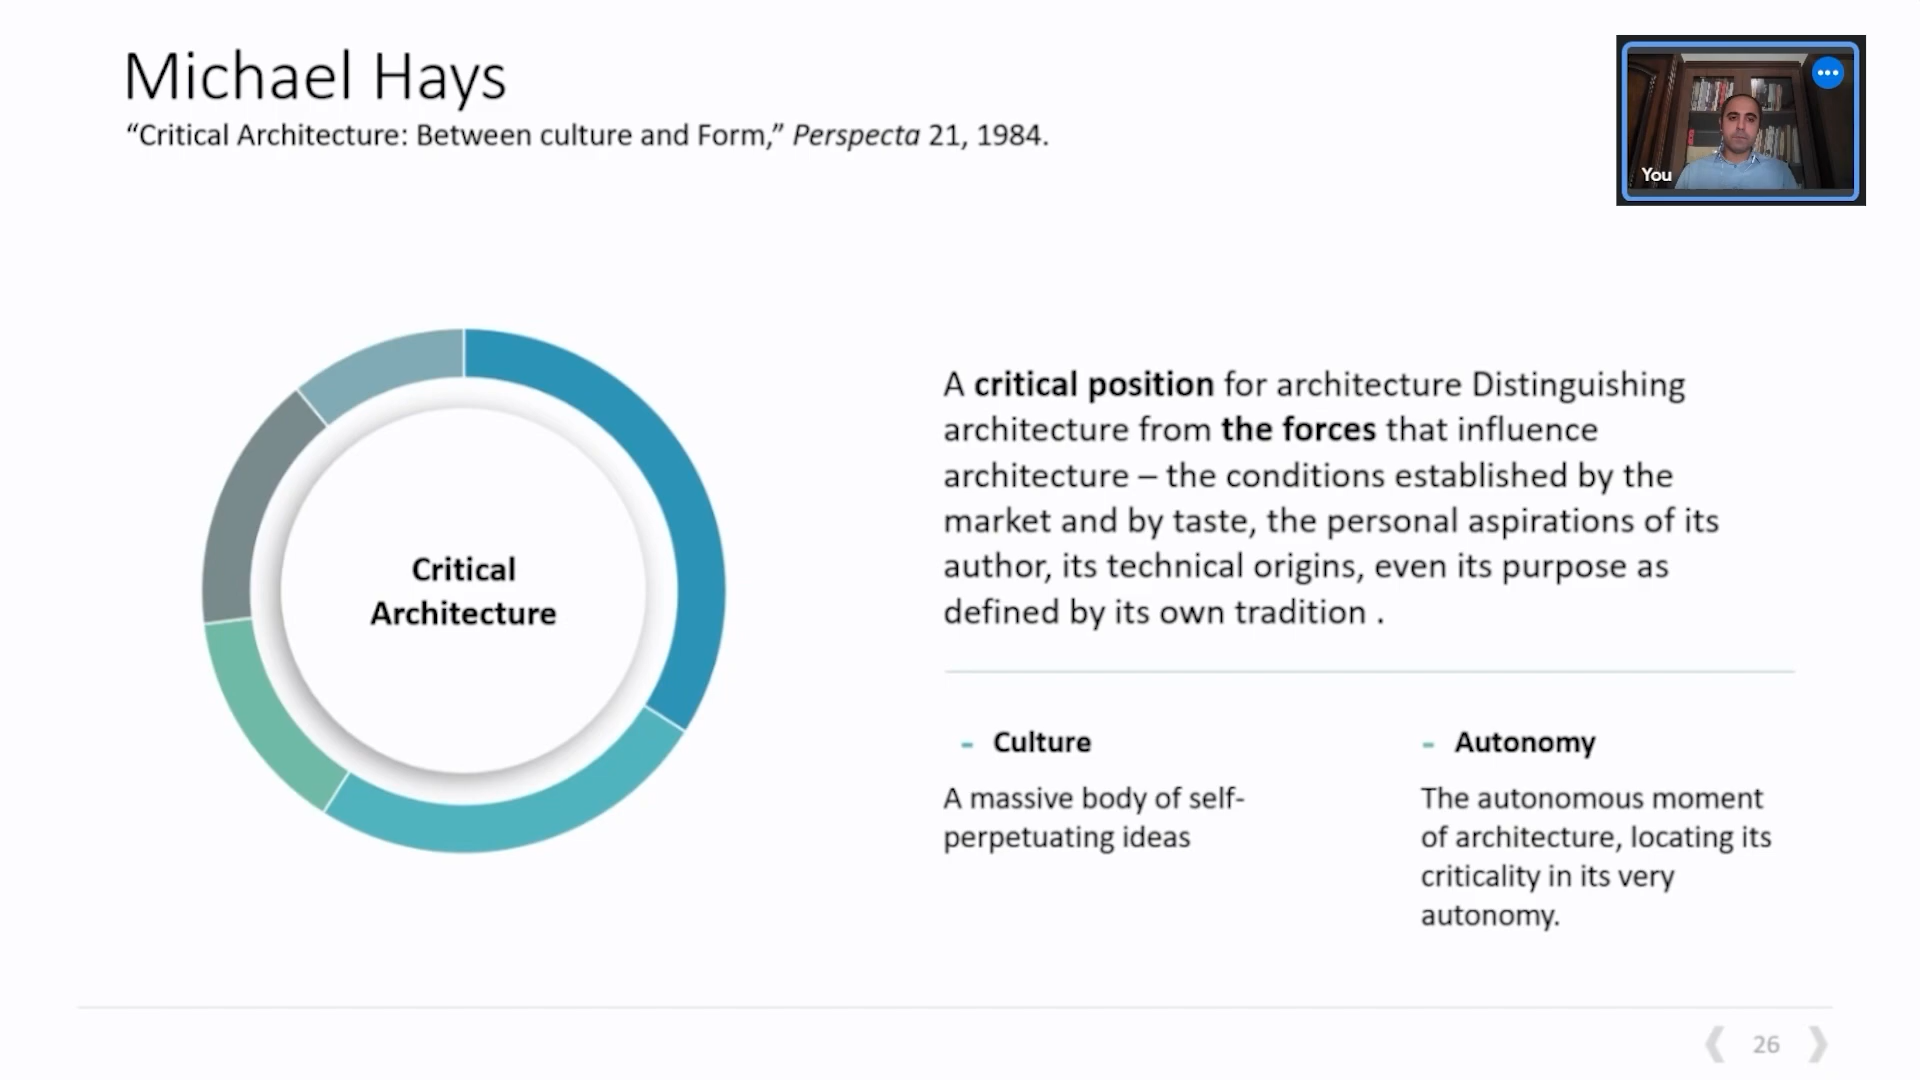 Michael Hays
“Critical Architecture: Between culture and Form,” Perspecta 21, 1984.
You
Critical
Architecture
A critical position for architecture Distinguishing
architecture from the forces that influence
architecture – the conditions established by the
market and by taste, the personal aspirations of its
author, its technical origins, even its purpose as
defined by its own tradition .
- Culture
A massive body of self-
perpetuating ideas
- Autonomy
The autonomous moment
of architecture, locating its
criticality in its very
autonomy.
26